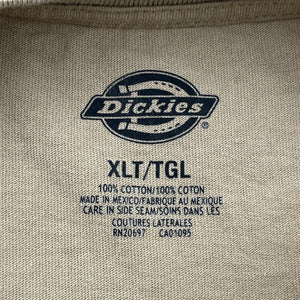 Dickies®
XLT/TGL
100% COTTON/100% COTON
MADE IN MEXICO/FABRIQUE AU MEXIQUE
CARE IN SIDE SEAM/SOINS DANS LES
COUTURES LATERALES
RN20697 CA01095